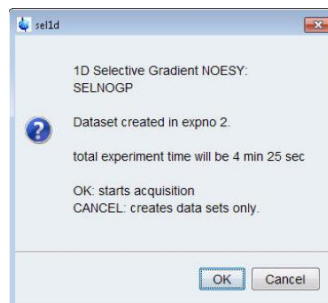 sel1d
1D Selective Gradient NOESY:
SELNOGP
Dataset created in expno 2.
total experiment time will be 4 min 25 sec
OK: starts acquisition
CANCEL: creates data sets only.
OK
Cancel